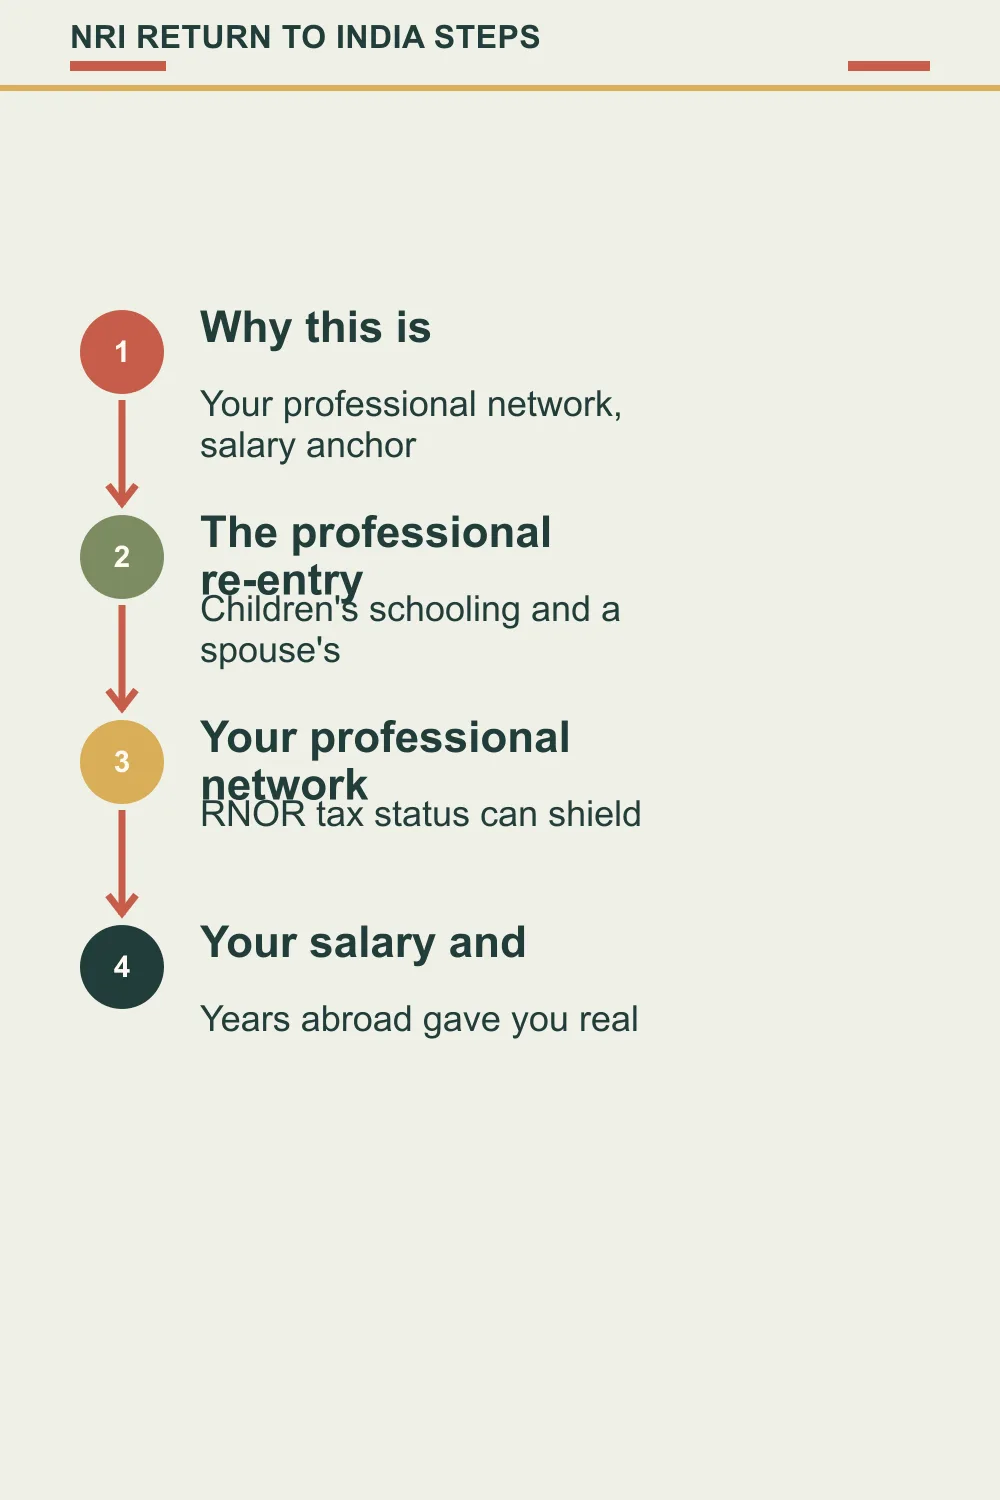 NRI RETURN TO INDIA STEPS
1
Why this is
Your professional network,
salary anchor
2
The professional
re-entry
Children's schooling and a
spouse's
3
Your professional
network
RNOR tax status can shield
4
Your salary and
Years abroad gave you real